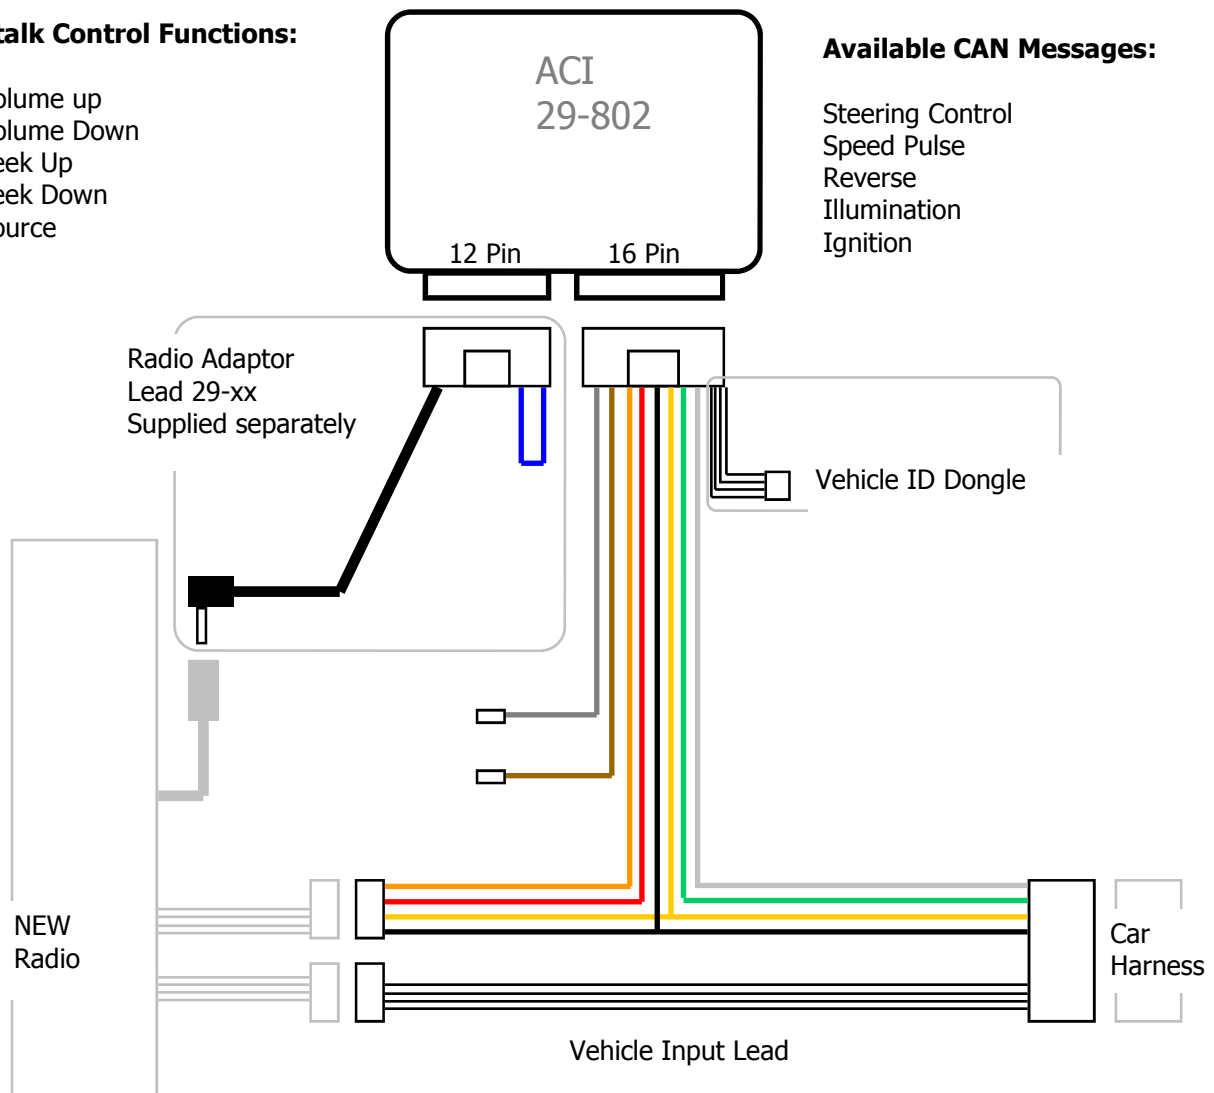 talk Control Functions:
olume up
olume Down
eek Up
eek Down
ource
ACI
29-802
12 Pin
16 Pin
Available CAN Messages:
Steering Control
Speed Pulse
Reverse
Illumination
Ignition
Radio Adaptor
Lead 29-xx
Supplied separately
Vehicle ID Dongle
NEW
Radio
Car
Harness
Vehicle Input Lead